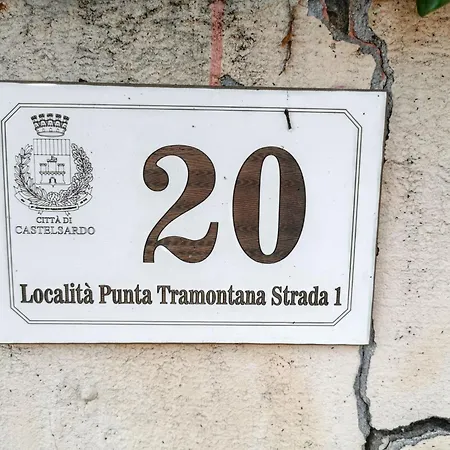 20
CITTÀ DI
CASTELSARDO
Località Punta Tramontana Strada 1